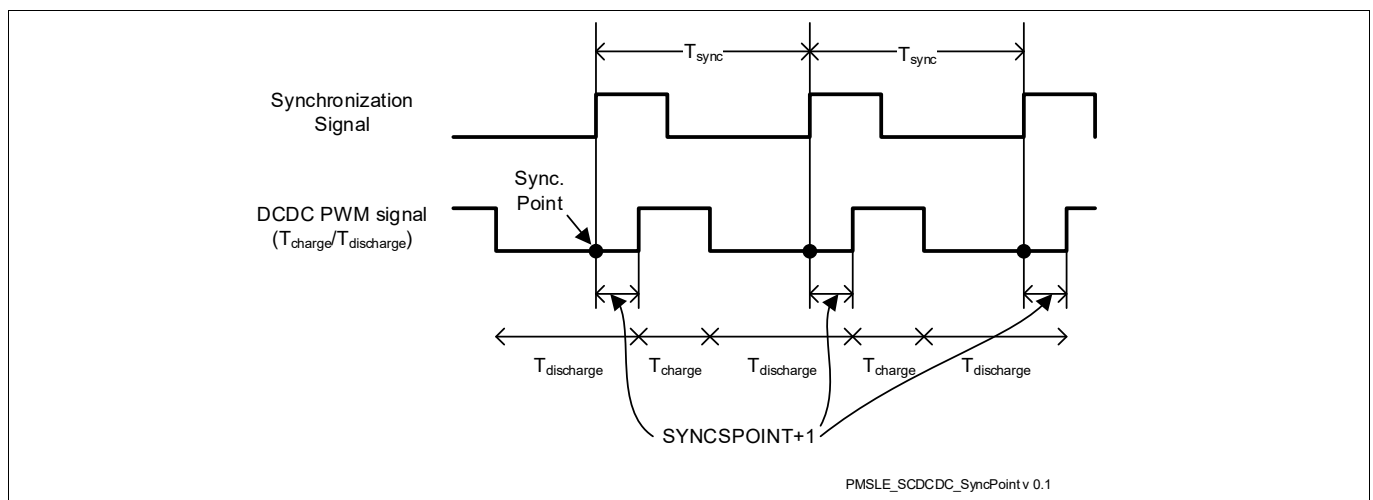 Tsync
Tsync
Synchronization
Signal
Sync.
Point
DCDC PWM signal
(Tcharge/Tdischarge)
Tdischarge
Tcharge
Tdischarge
Tcharge
Tdischarge
SYNCSPOINT+1
PMSLE_SCDCDC_SyncPoint v 0.1